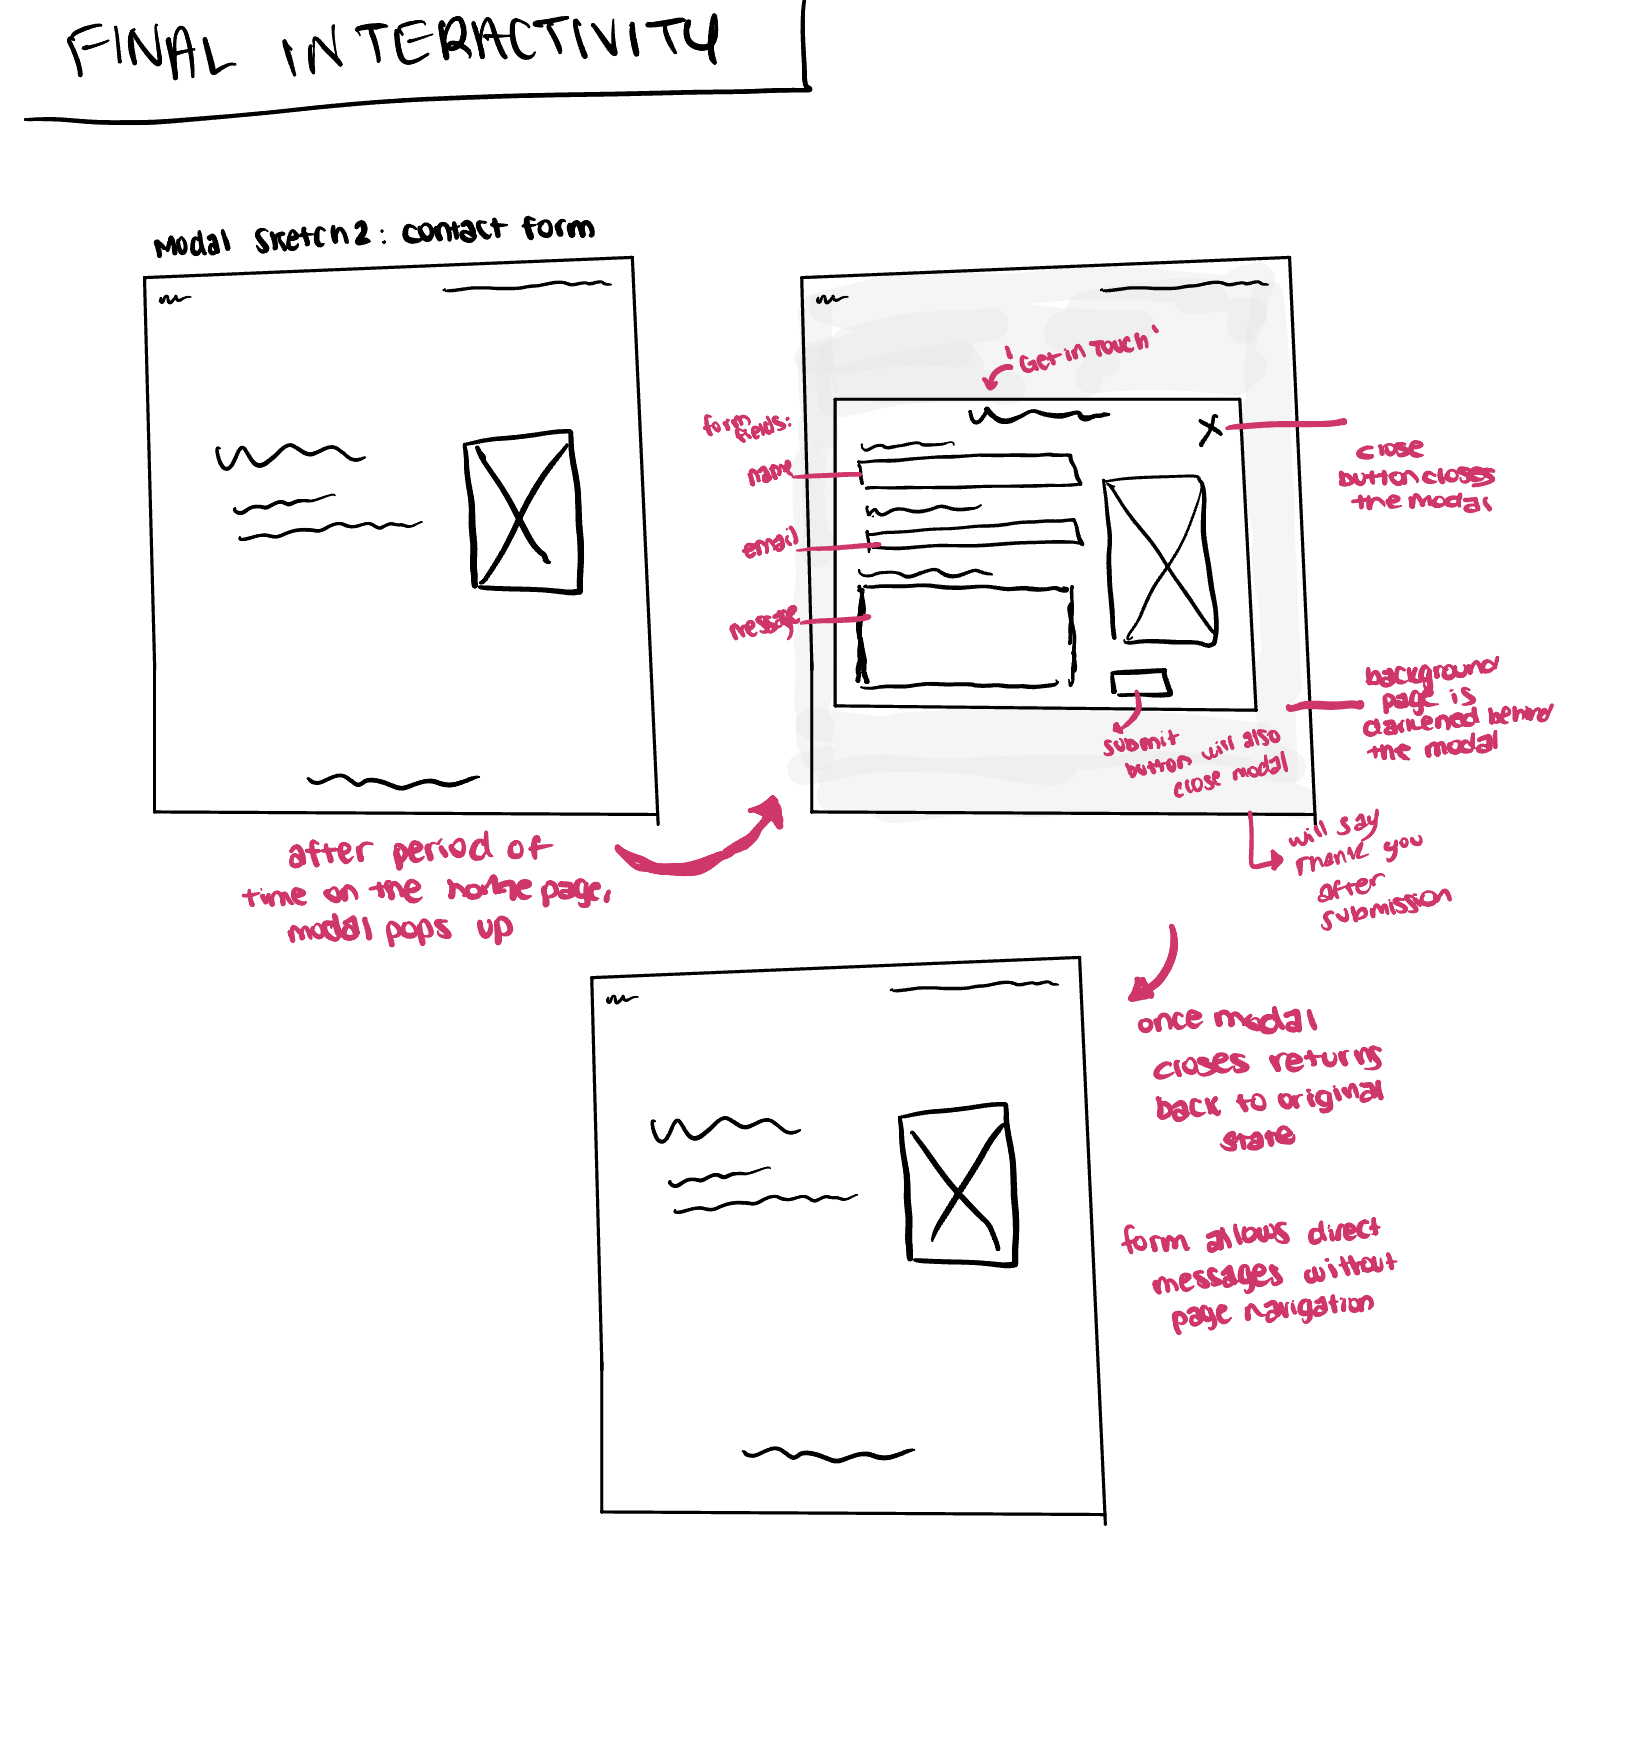 FINAL INTERACTIVITY
Modal Sketch 2: contact form
'Get in Touch'
form
fields:
name
email
message
close
button closes
the modal
background
page is
darkened behind
the modal
submit
button will also
close modal
will say
Thank you
after
submission
after period of
time on the home page,
modal pops up
once modal
closes returns
back to original
state
form allows direct
messages without
page navigation